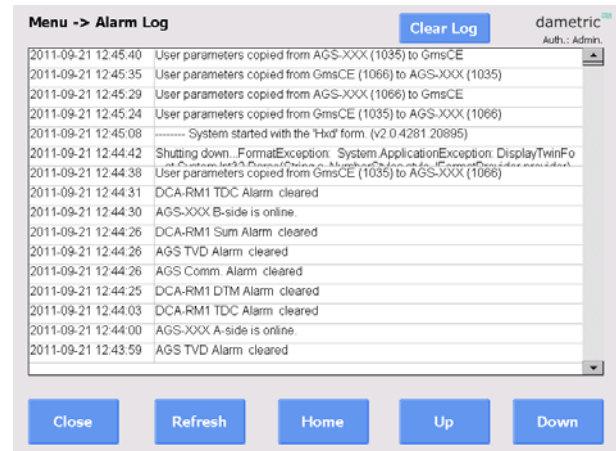 Menu -> Alarm Log
Clear Log
dametric
Auth.: Admin.
2011-09-21 12:45:40 User parameters copied from AGS-XXX (1035) to GmsCE
2011-09-21 12:45:35 User parameters copied from GmsCE (1066) to AGS-XXX (1035)
2011-09-21 12:45:29 User parameters copied from AGS-XXX (1066) to GmsCE
2011-09-21 12:45:24 User parameters copied from GmsCE (1035) to AGS-XXX (1066)
2011-09-21 12:45:08 -------- System started with the 'Hxd' form. (v2.0.4281.20895)
2011-09-21 12:44:42 Shutting down...FormatException: System.ApplicationException: DisplayTwinFo
at System.Int32.Parse(String s, NumberStyles style, IFormatProvider provider)
2011-09-21 12:44:38 User parameters copied from GmsCE (1035) to AGS-XXX (1066)
2011-09-21 12:44:31 DCA-RM1 TDC Alarm cleared
2011-09-21 12:44:30 AGS-XXX B-side is online.
2011-09-21 12:44:26 DCA-RM1 Sum Alarm cleared
2011-09-21 12:44:26 AGS TVD Alarm cleared
2011-09-21 12:44:26 AGS Comm. Alarm cleared
2011-09-21 12:44:25 DCA-RM1 DTM Alarm cleared
2011-09-21 12:44:03 DCA-RM1 TDC Alarm cleared
2011-09-21 12:44:00 AGS-XXX A-side is online.
2011-09-21 12:43:59 AGS TVD Alarm cleared
Close
Refresh
Home
Up
Down